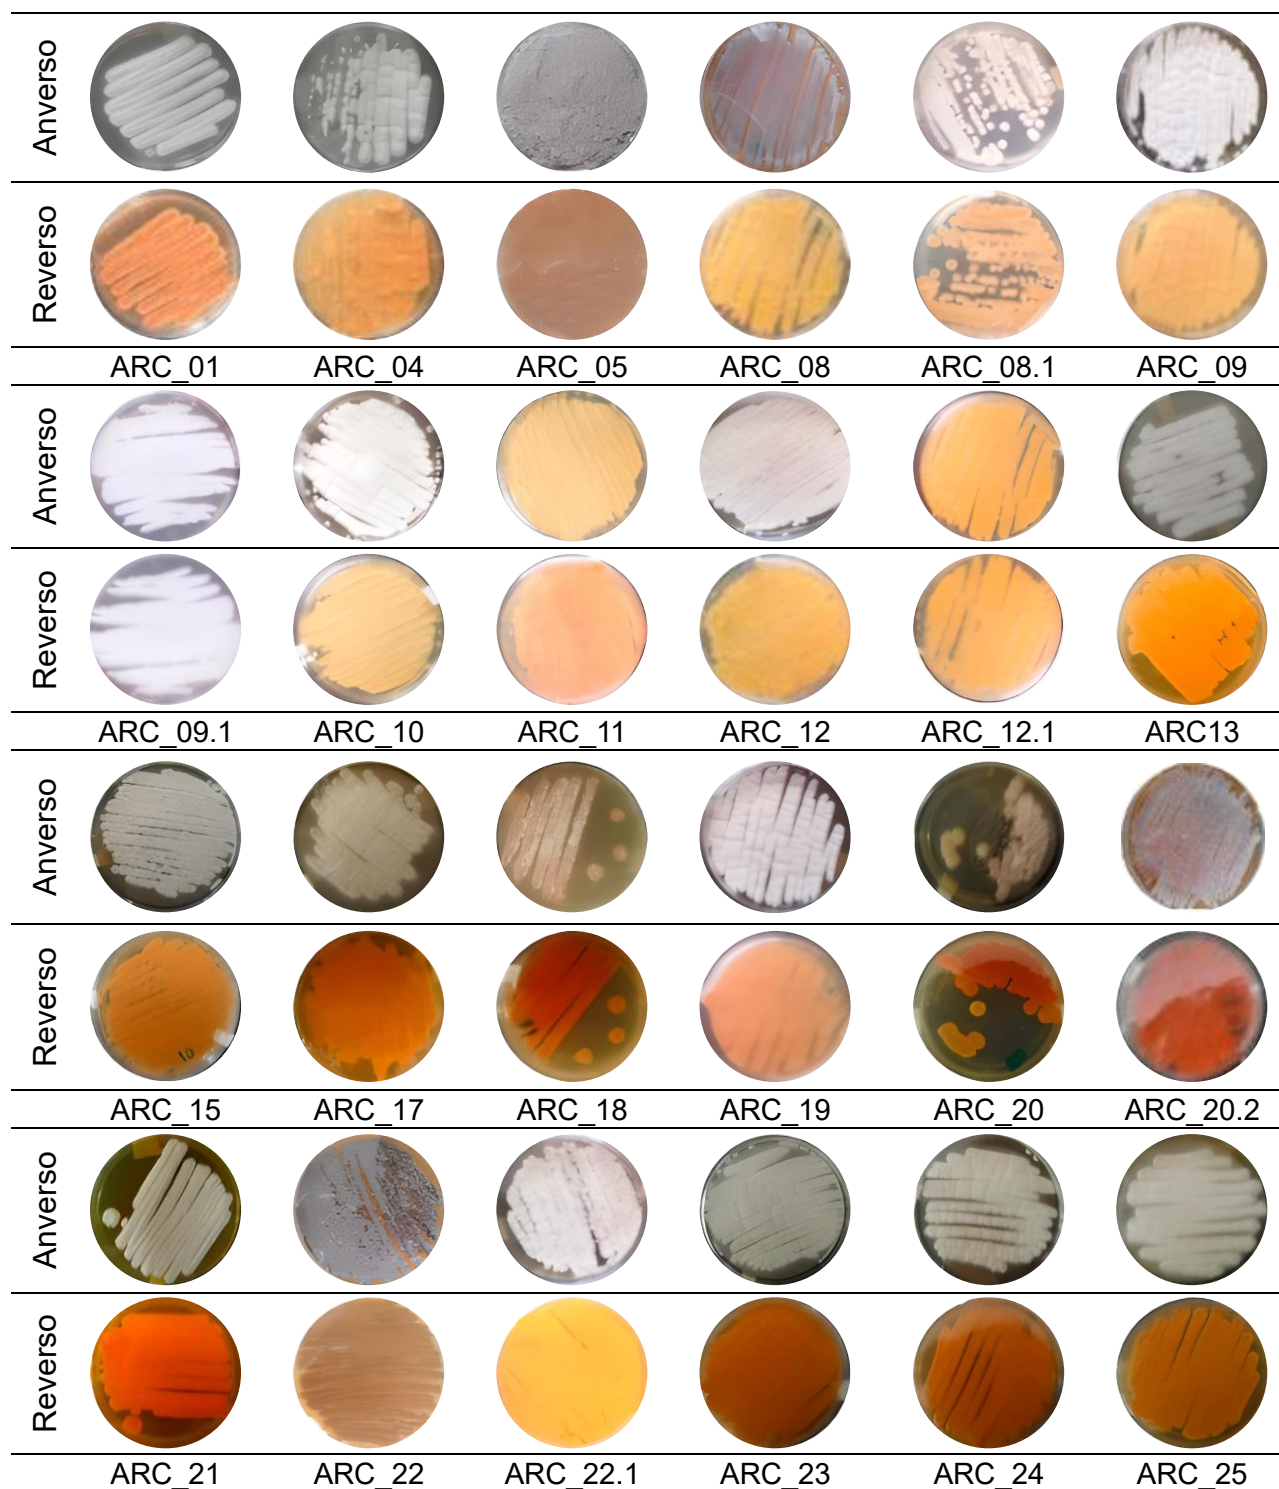 Anverso
Reverso
ARC_01 ARC_04 ARC_05 ARC_08 ARC_08.1 ARC_09
Anverso
Reverso
ARC_09.1 ARC_10 ARC_11 ARC_12 ARC_12.1 ARC13
Anverso
Reverso
ARC_15 ARC_17 ARC_18 ARC_19 ARC_20 ARC_20.2
Anverso
Reverso
ARC_21 ARC_22 ARC_22.1 ARC_23 ARC_24 ARC_25